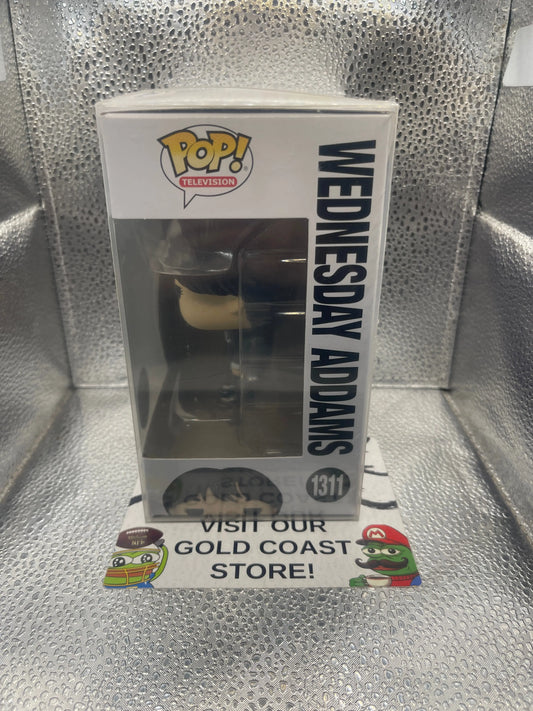 POP!
TELEVISION
WEDNESDAY ADDAMS
1311
VISIT OUR
GOLD COAST
STORE!